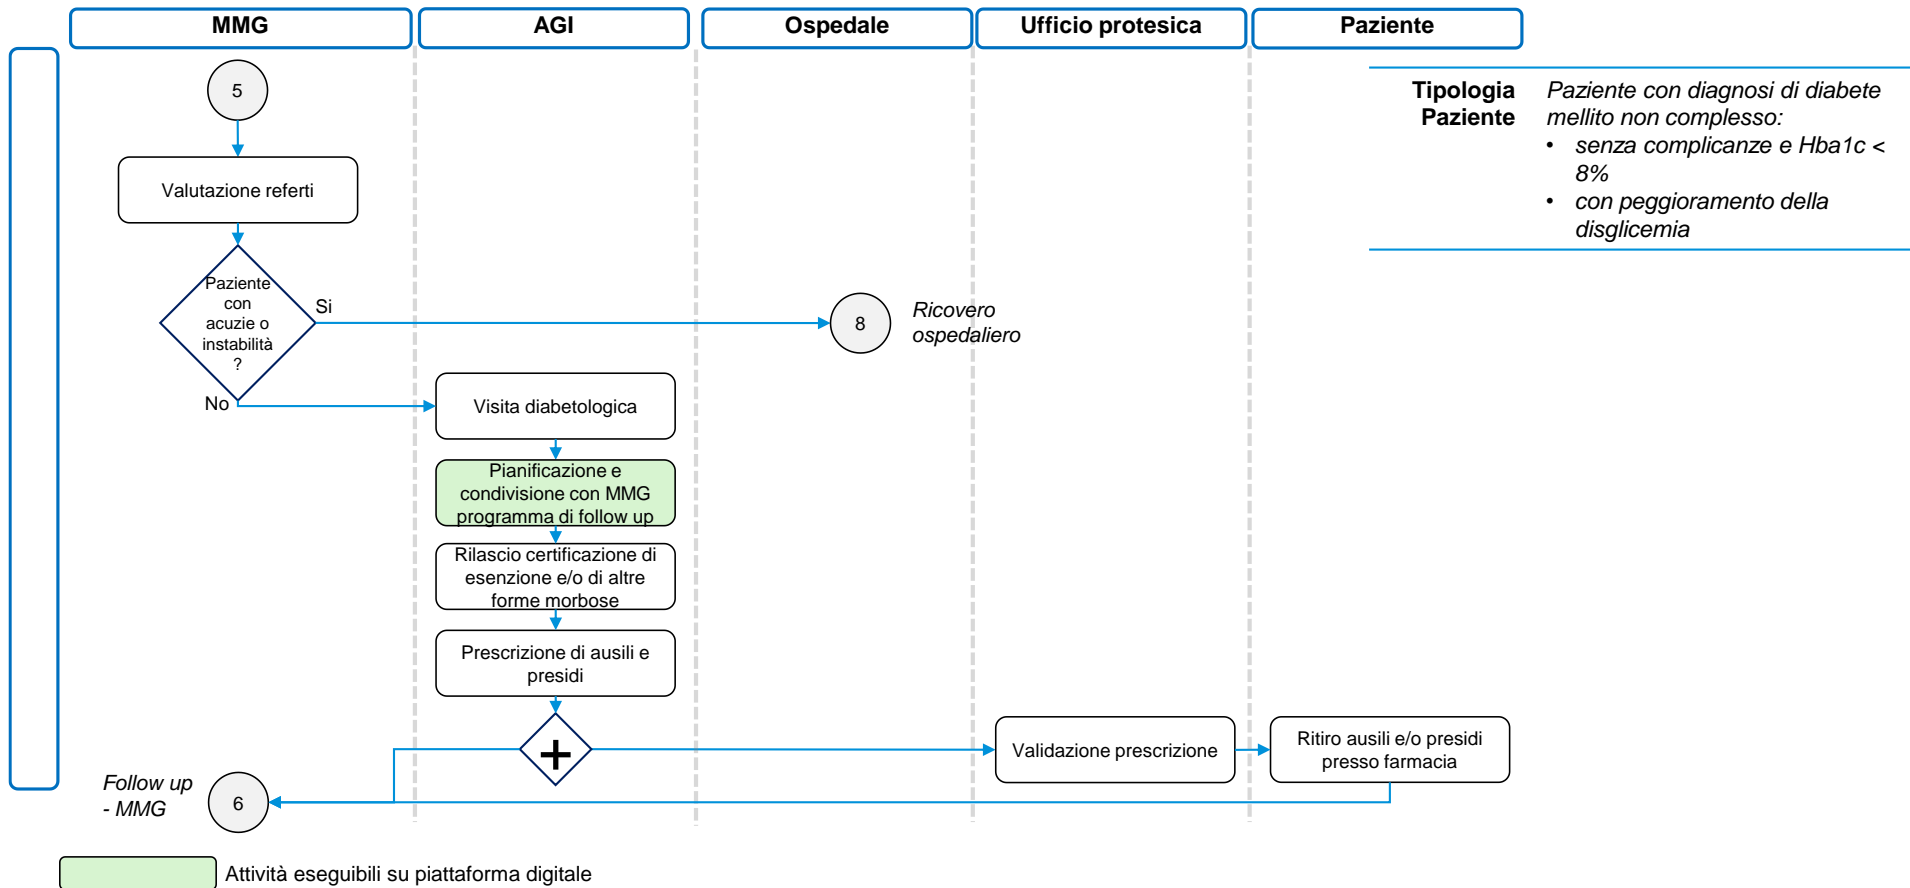 MMG
AGI
Ospedale
Ufficio protesica
Paziente
5
Tipologia
Paziente
Paziente con diagnosi di diabete
mellito non complesso:
• senza complicanze e Hba1c <
8%
• con peggioramento della
disglicemia
Valutazione referti
Paziente
con
acuzie o
instabilità
?
Si
8
Ricovero
ospedaliero
No
Visita diabetologica
Pianificazione e
condivisione con MMG
programma di follow up
Rilascio certificazione di
esenzione e/o di altre
forme morbose
Prescrizione di ausili e
presidi
+
Validazione prescrizione
Ritiro ausili e/o presidi
presso farmacia
Follow up
- MMG
6
Attività eseguibili su piattaforma digitale